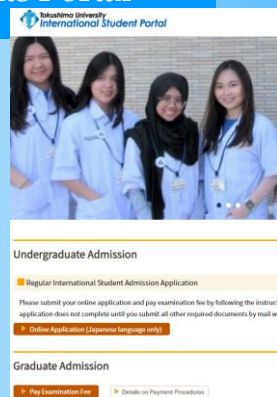 Tokushima University
International Student Portal
Undergraduate Admission
Regular International Student Admission Application
Please submit your online application and pay examination fee by following the instruct
application does not complete until you submit all other required documents by mail w
Online Application (Japanese language only)
Graduate Admission
Pay Examination Fee
Details on Payment Procedures